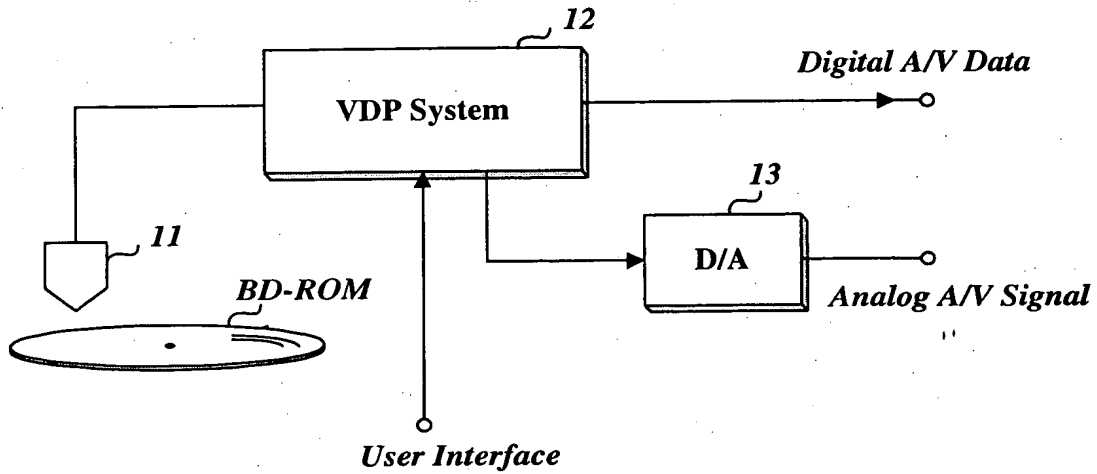 12
Digital A/V Data
VDP System
13
11
D/A
BD-ROM
Analog A/V Signal
User Interface